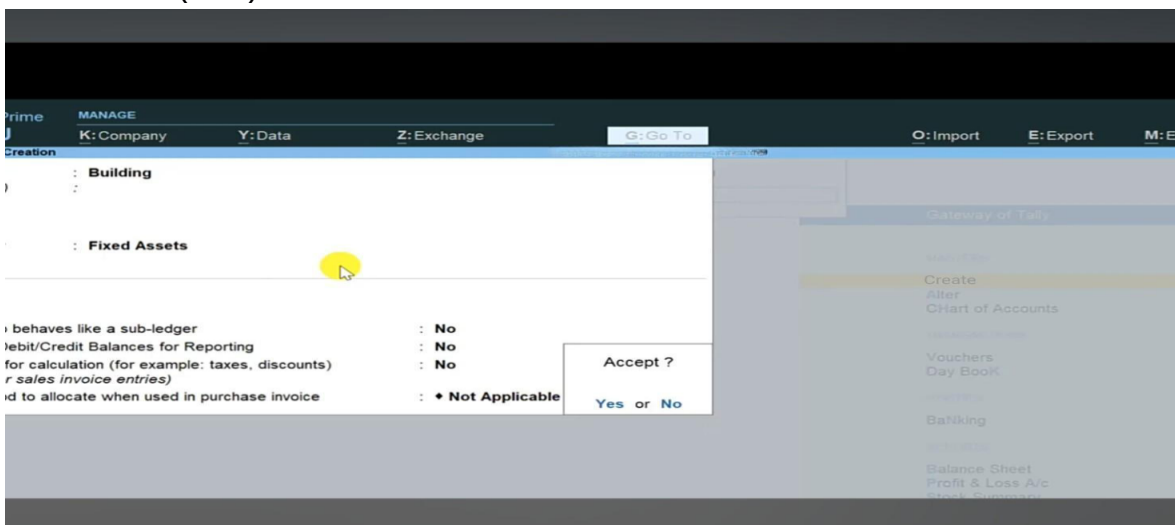 Prime MANAGE
K: Company Y: Data Z: Exchange G: Go To O: Import E: Export M: E
Creation
: Building
) :
: Fixed Assets
behaves like a sub-ledger : No
Debit/Credit Balances for Reporting : No
for calculation (for example: taxes, discounts) : No
r sales invoice entries)
d to allocate when used in purchase invoice : ♦ Not Applicable
Accept ?
Yes or No
Gateway of Tally
Create
Alter
CHart of Accounts
Vouchers
Day BooK
BaNking
Balance Sheet
Profit & Loss A/c
Stock Summary